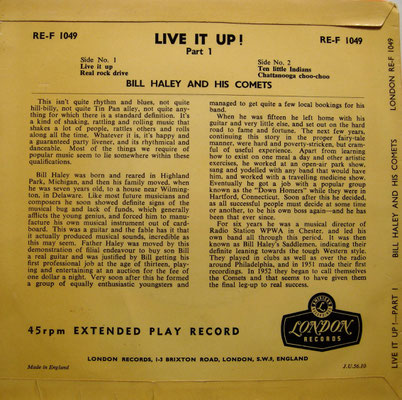 RE-F 1049
LIVE IT UP!
RE-F 1049
Part 1
Side No. 1
Live it up
Real rock drive
Side No. 2
Ten little Indians
Chattanooga choo-choo
BILL HALEY AND HIS COMETS
This isn't quite rhythm and blues, not quite
hill-billy, not quite Tin Pan alley, not quite any-
thing for which there is a standard definition. It's
a kind of shaking, rattling and rolling music that
shakes a lot of people, rattles others and rolls
along all the time. Whatever it is, it's happy and
a guaranteed party livener, and its rhythmical and
danceable. Most of the things we require of
popular music seem to lie somewhere within these
qualifications.
Bill Haley was born and reared in Highland
Park, Michigan, and then his family moved, when
he was seven years old, to a house near Wilming-
ton, in Delaware. Like most future musicians and
composers he soon showed definite signs of the
musical bug and lack of funds, which generally
afflicts the young genius, and forced him to manu-
facture his own musical instrument out of card-
board. This was a guitar and the fable has it that
it actually produced musical sounds, incredible as
this may seem. Father Haley was moved by this
demonstration of filial endeavour to buy son Bill
a real guitar and was justified by Bill getting his
first professional job at the age of thirteen, play-
ing and entertaining at an auction for the fee of
one dollar a night. Very soon after this he formed
a group of equally enthusiastic youngsters and
managed to get quite a few local bookings for his
band.
When he was fifteen he left home with his
guitar and very little else, and set out on the hard
road to fame and fortune. The next few years,
continuing this story in the proper fairy-tale
manner, were hard and poverty-stricken, but cram-
ful of useful experience. Apart from learning
how to exist on one meal a day and other artistic
exercises, he worked at an open-air park show,
sang and yodelled with any band that would have
him, and worked with a travelling medicine show.
Eventually he got a job with a popular group
known as the "Down Homers" while they were in
Hartford, Connecticut. Soon after this he decided,
as all successful people must decide at some time
or another, to be his own boss again—and he has
been that ever since.
For six years he was a musical director of
Radio Station WPWA in Chester, and led his
own band all through this period. It was then
known as Bill Haley's Saddlemen, indicating their
definite leaning towards the tough Western style.
They played in clubs as well as over the radio
around Philadelphia, and in 1951 made their first
recordings. In 1952 they began to call themselves
the Comets and that seems to have given them
the final leg-up to real success.
45rpm EXTENDED PLAY RECORD
LONDON
RECORDS
LONDON RECORDS, 1-3 BRIXTON ROAD, LONDON, S.W.9, ENGLAND
Made in England
J.U.56.10
LIVE IT UP!—PART 1 BILL HALEY AND HIS COMETS LONDON RE-F 1049